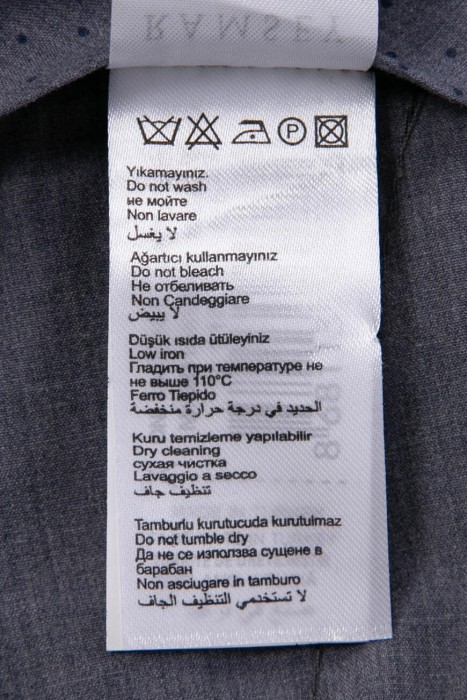 RAMSEY
P
Yıkamayınız.
Do not wash
не мойте
Non lavare
لا يغسل
Ağartıcı kullanmayınız
Do not bleach
Не отбеливать
Non Candeggiare
لا يبيض
Düşük ısıda ütüleyiniz
Low iron
Гладить при температуре не
не выше 110°C
Ferro Tiepido
الحديد في درجة حرارة منخفضة
Kuru temizleme yapılabilir
Dry cleaning
сухая чистка
Lavaggio a secco
تنظيف جاف
Tamburlu kurutucuda kurutulmaz
Do not tumble dry
Да не се използва сушене в
барабан
Non asciugare in tamburo
لا تستخدمي التنظيف الجاف